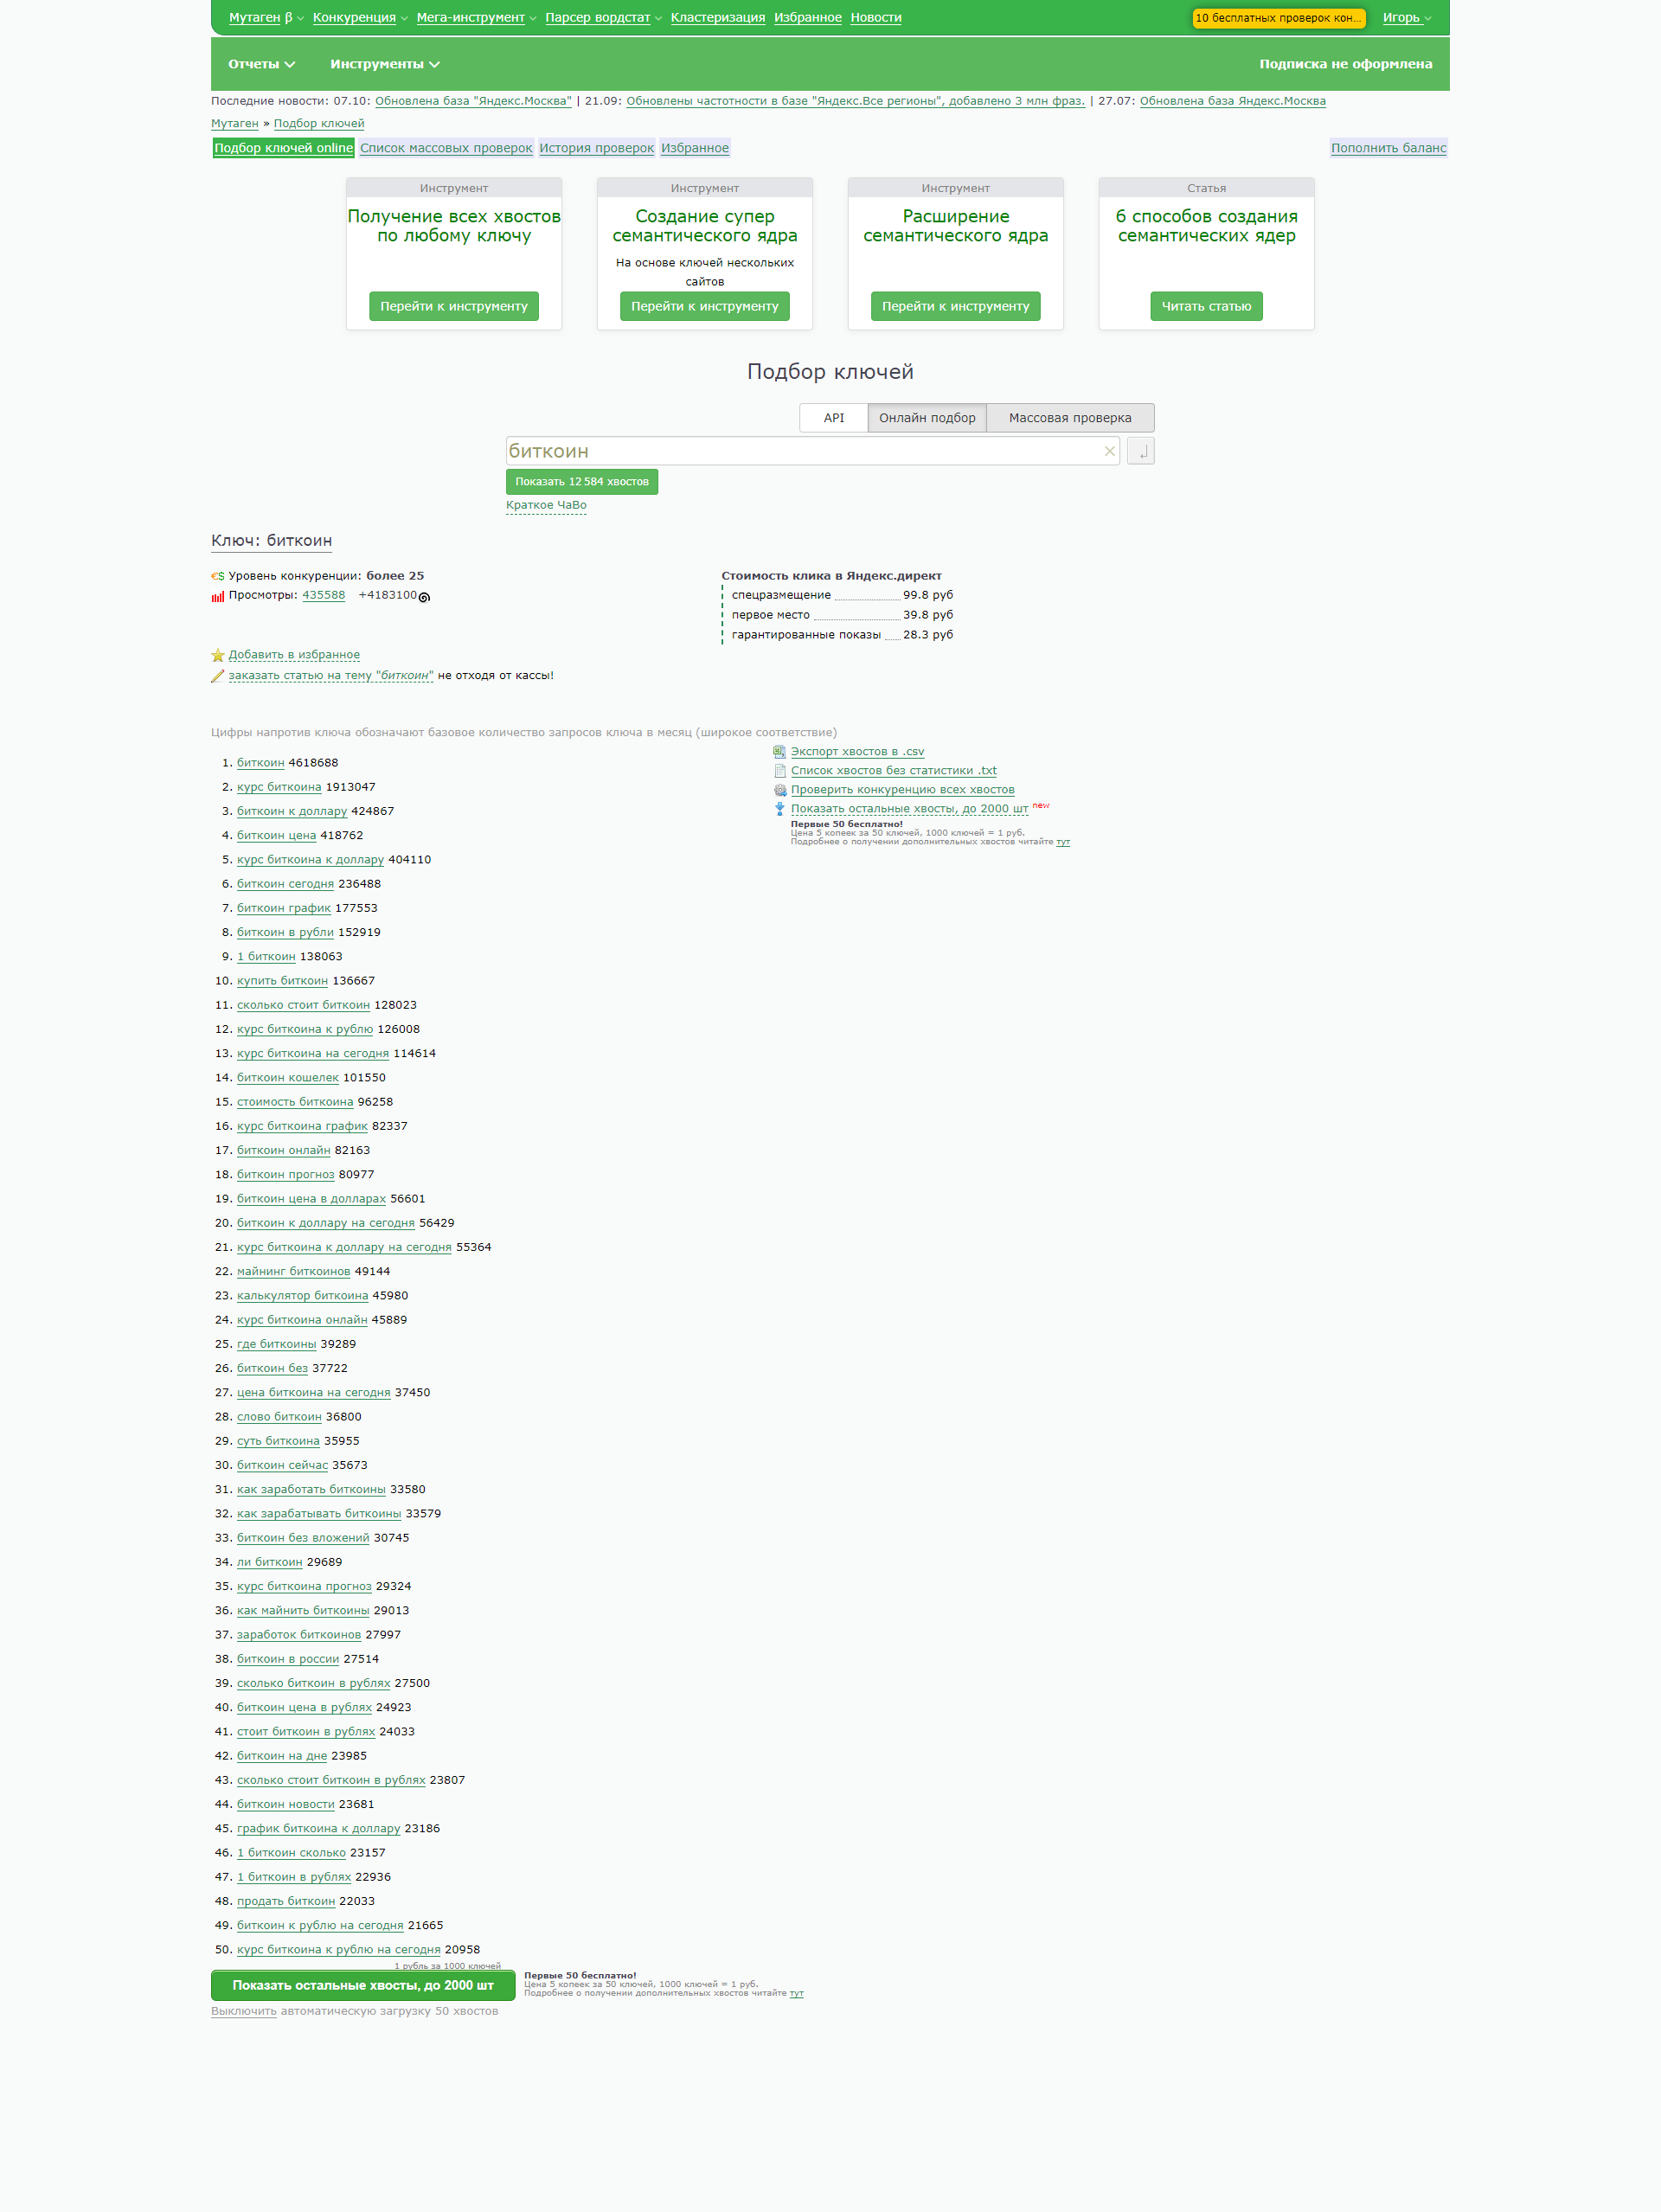 Мутаген β Конкуренция Мега-инструмент Парсер вордстат Кластеризация Избранное Новости 10 бесплатных проверок кон... Игорь
Отчеты Инструменты Подписка не оформлена
Последние новости: 07.10: Обновлена база "Яндекс.Москва" | 21.09: Обновлены частотности в базе "Яндекс.Все регионы", добавлено 3 млн фраз. | 27.07: Обновлена база Яндекс.Москва
Мутаген » Подбор ключей
Подбор ключей online Список массовых проверок История проверок Избранное Пополнить баланс
Инструмент
Получение всех хвостов
по любому ключу
Перейти к инструменту
Инструмент
Создание супер
семантического ядра
На основе ключей нескольких
сайтов
Перейти к инструменту
Инструмент
Расширение
семантического ядра
Перейти к инструменту
Статья
6 способов создания
семантических ядер
Читать статью
Подбор ключей
API Онлайн подбор Массовая проверка
биткоин
Показать 12 584 хвостов
Краткое ЧаВо
Ключ: биткоин
Уровень конкуренции: более 25
Просмотры: 435588 +4183100
Стоимость клика в Яндекс.директ
спецразмещение 99.8 руб
первое место 39.8 руб
гарантированные показы 28.3 руб
Добавить в избранное
заказать статью на тему "биткоин" не отходя от кассы!
Цифры напротив ключа обозначают базовое количество запросов ключа в месяц (широкое соответствие)
Экспорт хвостов в .csv
Список хвостов без статистики .txt
Проверить конкуренцию всех хвостов
Показать остальные хвосты, до 2000 шт new
Первые 50 бесплатно!
Цена 5 копеек за 50 ключей, 1000 ключей = 1 руб.
Подробнее о получении дополнительных хвостов читайте тут
1. биткоин 4618688
2. курс биткоина 1913047
3. биткоин к доллару 424867
4. биткоин цена 418762
5. курс биткоина к доллару 404110
6. биткоин сегодня 236488
7. биткоин график 177553
8. биткоин в рубли 152919
9. 1 биткоин 138063
10. купить биткоин 136667
11. сколько стоит биткоин 128023
12. курс биткоина к рублю 126008
13. курс биткоина на сегодня 114614
14. биткоин кошелек 101550
15. стоимость биткоина 96258
16. курс биткоина график 82337
17. биткоин онлайн 82163
18. биткоин прогноз 80977
19. биткоин цена в долларах 56601
20. биткоин к доллару на сегодня 56429
21. курс биткоина к доллару на сегодня 55364
22. майнинг биткоинов 49144
23. калькулятор биткоина 45980
24. курс биткоина онлайн 45889
25. где биткоины 39289
26. биткоин без 37722
27. цена биткоина на сегодня 37450
28. слово биткоин 36800
29. суть биткоина 35955
30. биткоин сейчас 35673
31. как заработать биткоины 33580
32. как зарабатывать биткоины 33579
33. биткоин без вложений 30745
34. ли биткоин 29689
35. курс биткоина прогноз 29324
36. как майнить биткоины 29013
37. заработок биткоинов 27997
38. биткоин в россии 27514
39. сколько биткоин в рублях 27500
40. биткоин цена в рублях 24923
41. стоит биткоин в рублях 24033
42. биткоин на дне 23985
43. сколько стоит биткоин в рублях 23807
44. биткоин новости 23681
45. график биткоина к доллару 23186
46. 1 биткоин сколько 23157
47. 1 биткоин в рублях 22936
48. продать биткоин 22033
49. биткоин к рублю на сегодня 21665
50. курс биткоина к рублю на сегодня 20958
1 рубль за 1000 ключей
Показать остальные хвосты, до 2000 шт
Первые 50 бесплатно!
Цена 5 копеек за 50 ключей, 1000 ключей = 1 руб.
Подробнее о получении дополнительных хвостов читайте тут
Выключить автоматическую загрузку 50 хвостов